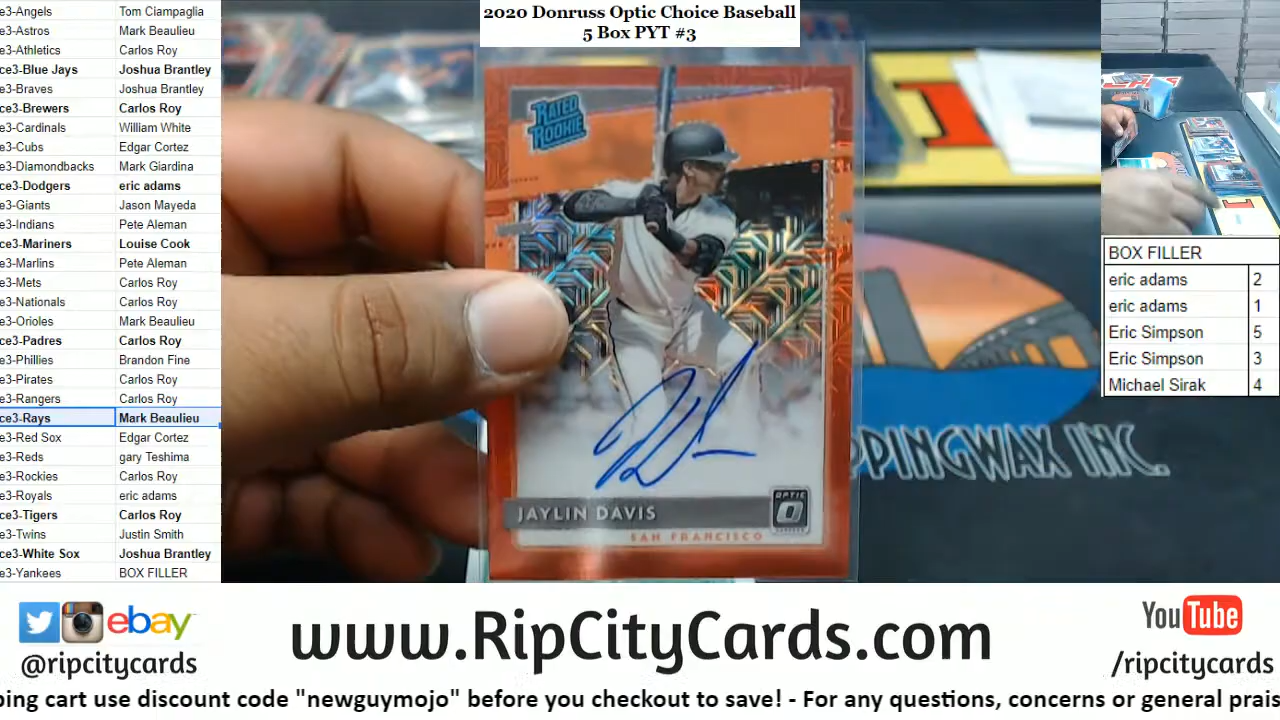 2020 Donruss Optic Choice Baseball
5 Box PYT #3
e3-Angels Tom Ciampaglia
e3-Astros Mark Beaulieu
e3-Athletics Carlos Roy
ce3-Blue Jays Joshua Brantley
e3-Braves Joshua Brantley
ce3-Brewers Carlos Roy
e3-Cardinals William White
e3-Cubs Edgar Cortez
e3-Diamondbacks Mark Giardina
ce3-Dodgers eric adams
e3-Giants Jason Mayeda
e3-Indians Pete Aleman
ce3-Mariners Louise Cook
e3-Marlins Pete Aleman
e3-Mets Carlos Roy
e3-Nationals Carlos Roy
e3-Orioles Mark Beaulieu
ce3-Padres Carlos Roy
e3-Phillies Brandon Fine
e3-Pirates Carlos Roy
e3-Rangers Carlos Roy
ce3-Rays Mark Beaulieu
e3-Red Sox Edgar Cortez
e3-Reds gary Teshima
e3-Rockies Carlos Roy
e3-Royals eric adams
ce3-Tigers Carlos Roy
e3-Twins Justin Smith
ce3-White Sox Joshua Brantley
e3-Yankees BOX FILLER
RATED
ROOKIE
JAYLIN DAVIS
OPTIC
SAN FRANCISCO
PPINGWAX INC.
BOX FILLER
eric adams 2
eric adams 1
Eric Simpson 5
Eric Simpson 3
Michael Sirak 4
ebay
@ripcitycards
www.RipCityCards.com
YouTube
/ripcitycards
ping cart use discount code "newguymojo" before you checkout to save! - For any questions, concerns or general prais